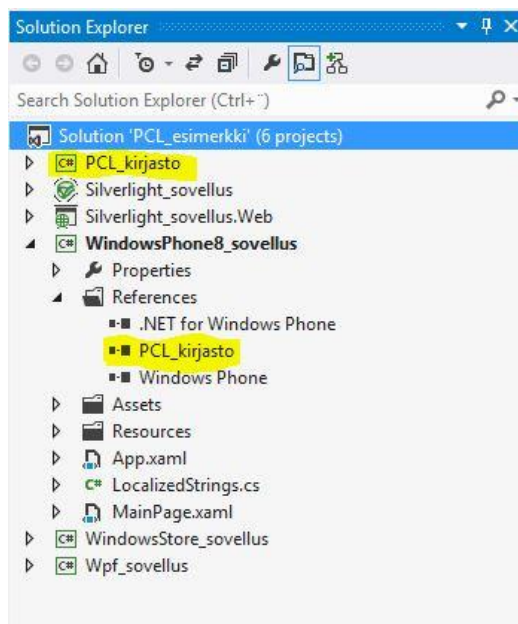 Solution Explorer
Search Solution Explorer (Ctrl+¨)
Solution 'PCL_esimerkki' (6 projects)
C# PCL_kirjasto
Silverlight_sovellus
Silverlight_sovellus.Web
C# WindowsPhone8_sovellus
Properties
References
.NET for Windows Phone
PCL_kirjasto
Windows Phone
Assets
Resources
App.xaml
C# LocalizedStrings.cs
MainPage.xaml
C# WindowsStore_sovellus
C# Wpf_sovellus